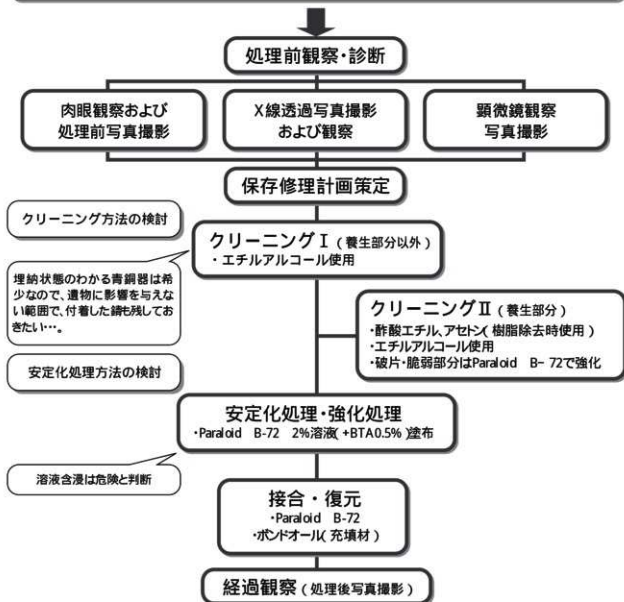 処理前観察・診断
肉眼観察および
処理前写真撮影
X線透過写真撮影
および観察
顕微鏡観察
写真撮影
保存修理計画策定
クリーニング方法の検討
クリーニングⅠ(養生部分以外)
・エチルアルコール使用
埋納状態のわかる青銅器は希
少なので、遺物に影響を与えな
い範囲で、付着した錆も残してお
きたい…。
クリーニングⅡ(養生部分)
・酢酸エチル、アセトン(樹脂除去時使用)
・エチルアルコール使用
・破片・脆弱部分はParaloid B-72で強化
安定化処理方法の検討
安定化処理・強化処理
・Paraloid B-72 2%溶液(+BTA0.5%)塗布
溶液含浸は危険と判断
接合・復元
・Paraloid B-72
・ボンドオール(充填材)
経過観察(処理後写真撮影)